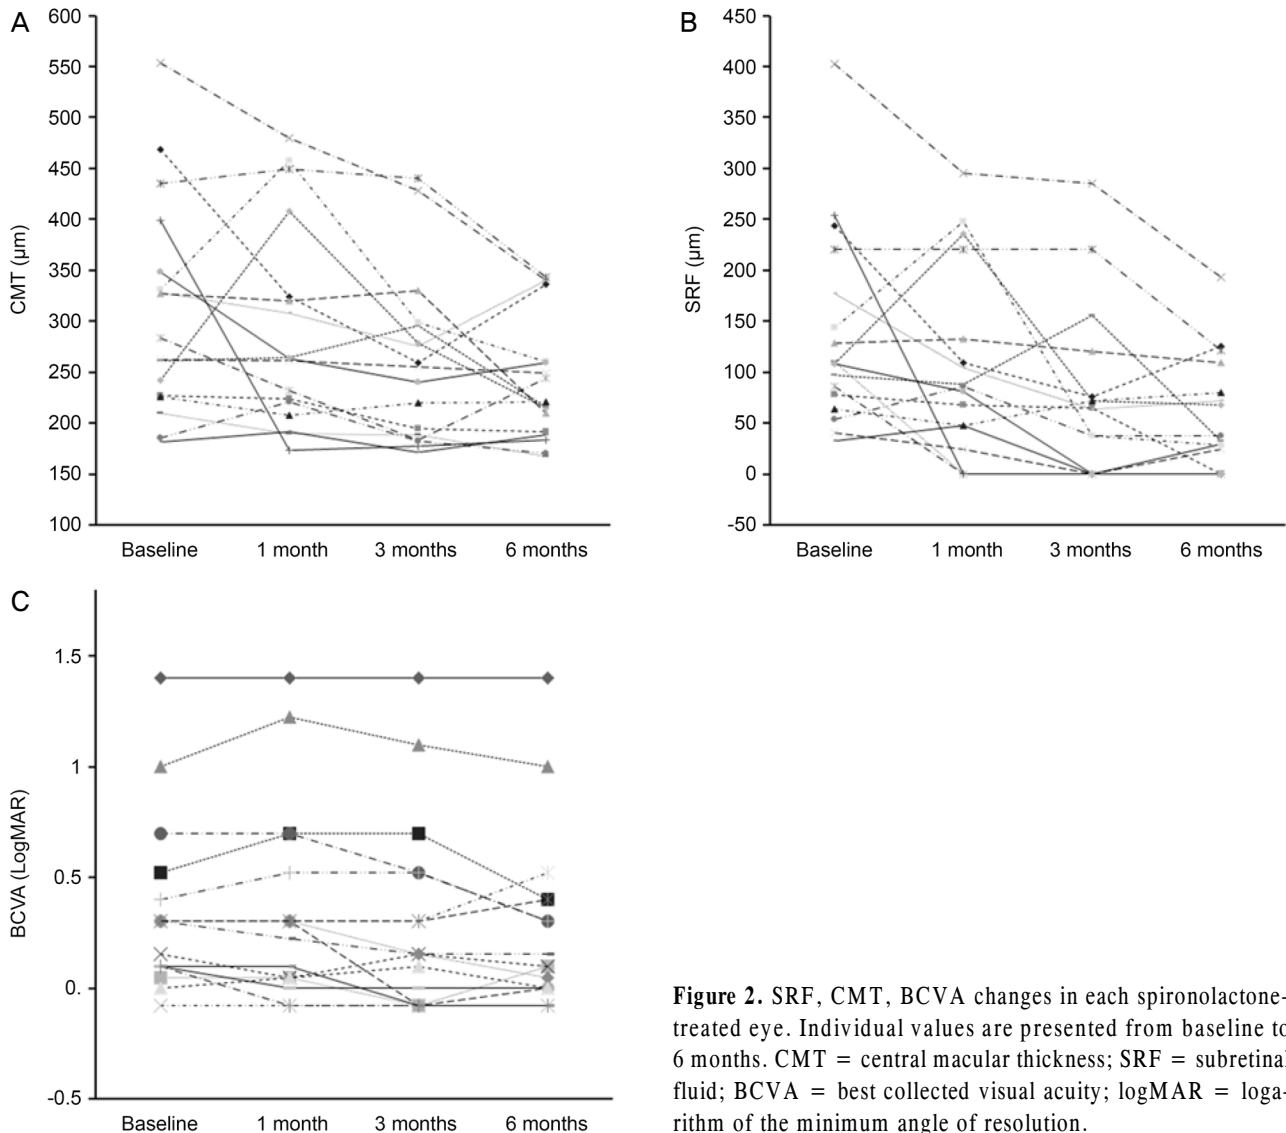 A
600
550
500
450
400
350
300
250
200
150
100
CMT (µm)
Baseline 1 month 3 months 6 months
B
450
400
350
300
250
200
150
100
50
0
-50
SRF (µm)
Baseline 1 month 3 months 6 months
C
1.5
1
0.5
0.
-0.5
BCVA (LogMAR)
Baseline 1 month 3 months 6 months
Figure 2. SRF, CMT, BCVA changes in each spironolactone-
treated eye. Individual values are presented from baseline to
6 months. CMT = central macular thickness; SRF = subretinal
fluid; BCVA = best collected visual acuity; logMAR = loga-
rithm of the minimum angle of resolution.